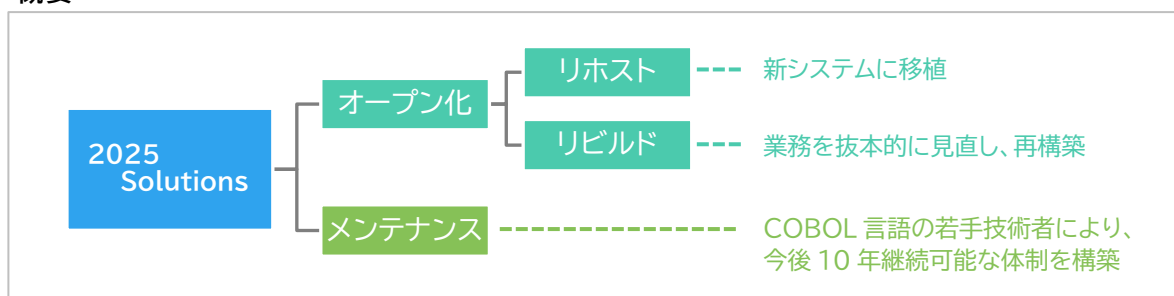 概要
リホスト
新システムに移植
オープン化
リビルド
業務を抜本的に見直し、再構築
2025
Solutions
メンテナンス
COBOL 言語の若手技術者により、
今後 10 年継続可能な体制を構築